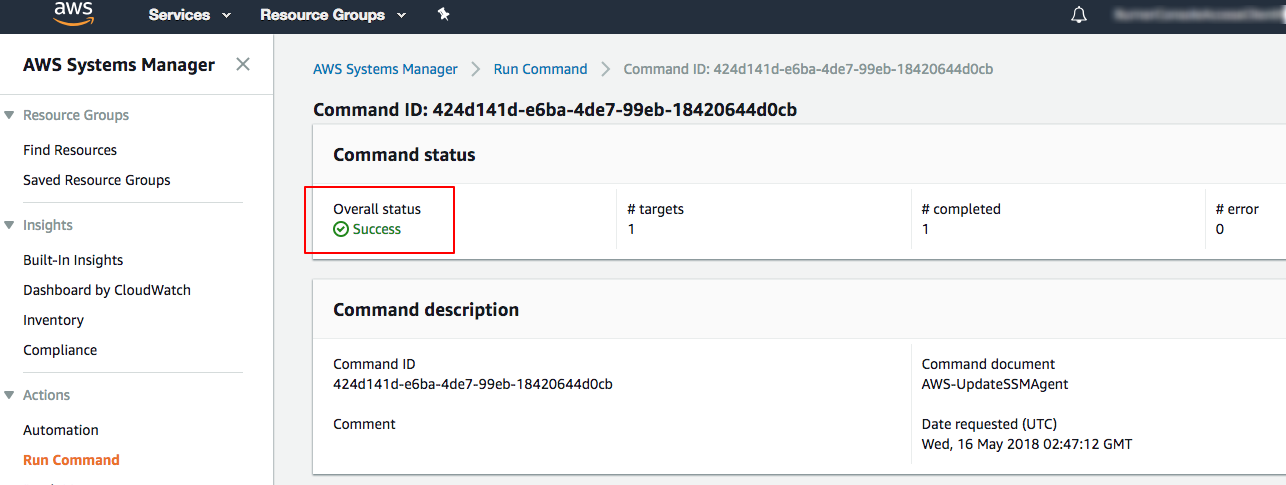 aws Services Resource Groups
AWS Systems Manager
Resource Groups
Find Resources
Saved Resource Groups
Insights
Built-In Insights
Dashboard by CloudWatch
Inventory
Compliance
Actions
Automation
Run Command
AWS Systems Manager > Run Command > Command ID: 424d141d-e6ba-4de7-99eb-18420644d0cb
Command ID: 424d141d-e6ba-4de7-99eb-18420644d0cb
Command status
Overall status
Success
# targets
1
# completed
1
# error
0
Command description
Command ID
424d141d-e6ba-4de7-99eb-18420644d0cb
Command document
AWS-UpdateSSMAgent
Comment
Date requested (UTC)
Wed, 16 May 2018 02:47:12 GMT